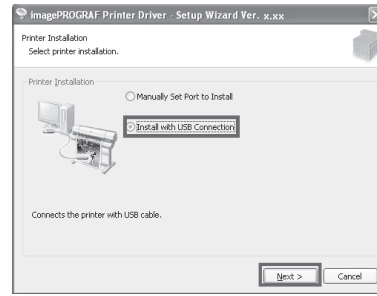 imagePROGRAF Printer Driver - Setup Wizard Ver. x.xx
Printer Installation
Select printer installation.
Printer Installation
Manually Set Port to Install
Install with USB Connection
Connects the printer with USB cable.
Next >
Cancel